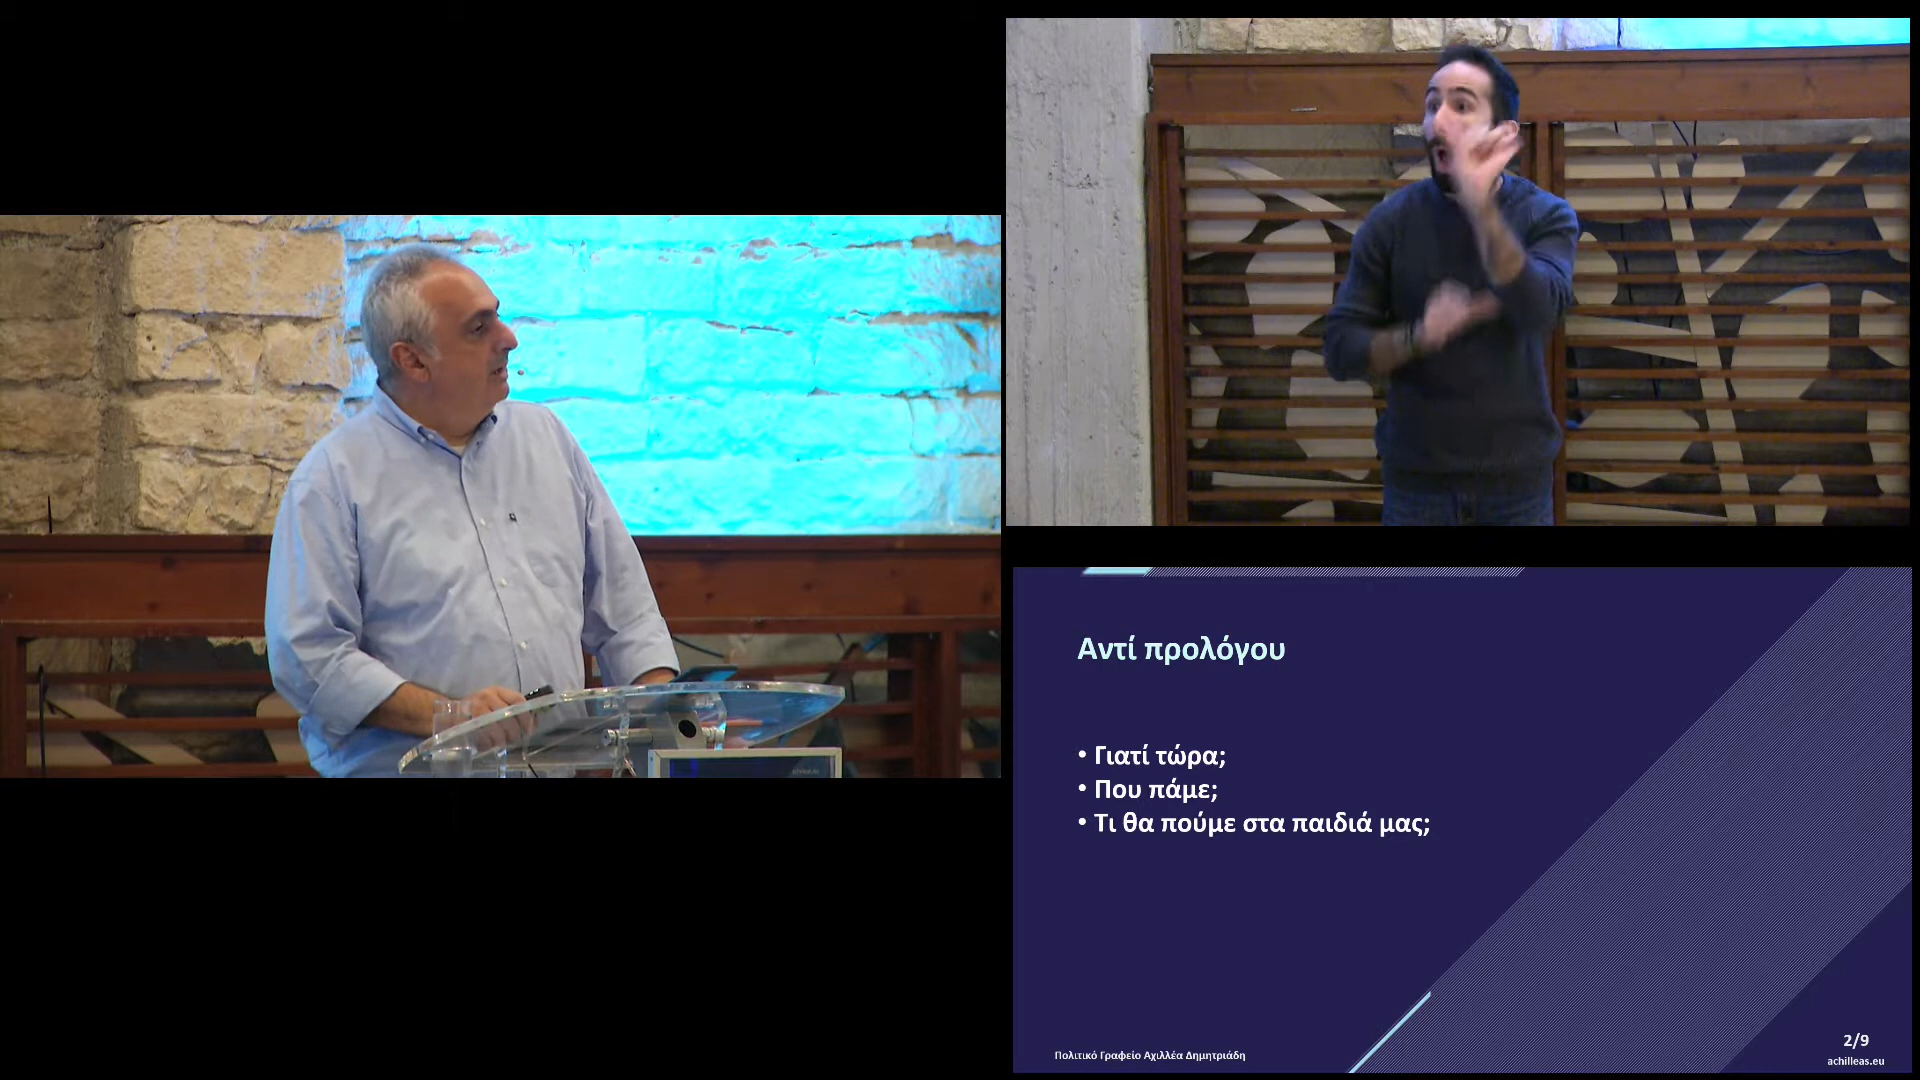 Αντί προλόγου
• Γιατί τώρα;
• Που πάμε;
• Τι θα πούμε στα παιδιά μας;
Πολιτικό Γραφείο Αχιλλέα Δημητριάδη
2/9
achilleas.eu